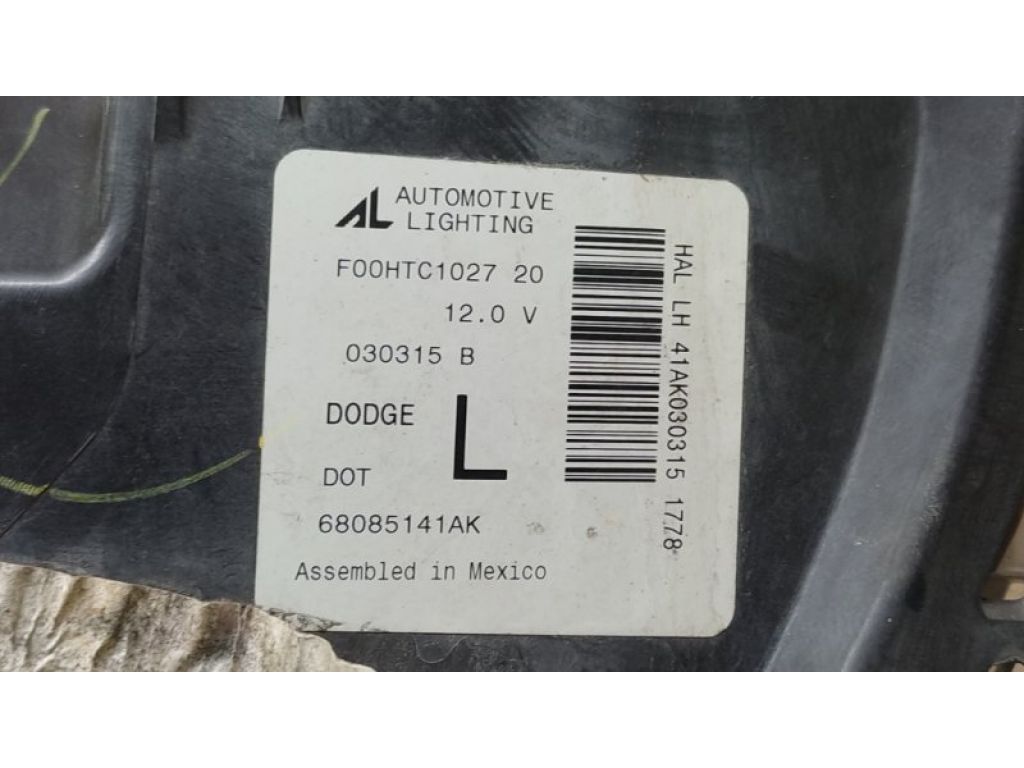 AL AUTOMOTIVE
LIGHTING
F00HTC1027 20
12.0 V
030315 B
DODGE L
DOT
68085141AK
Assembled in Mexico
HAL LH 41AK030315 1778